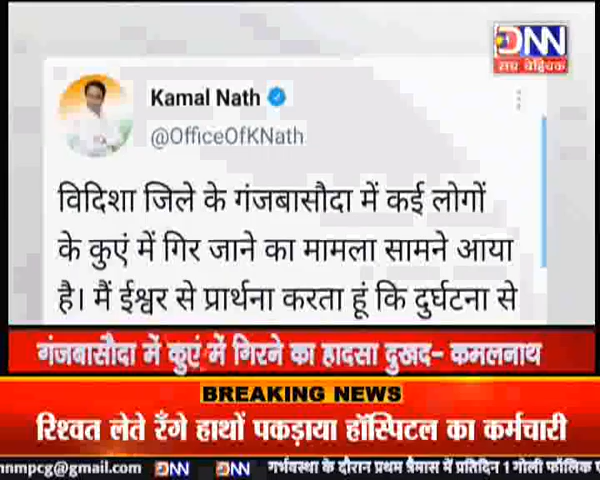 DNN
सच बेहिचक
Kamal Nath
@OfficeOfKNath
विदिशा जिले के गंजबासौदा में कई लोगों
के कुएं में गिर जाने का मामला सामने आया
है। मैं ईश्वर से प्रार्थना करता हूं कि दुर्घटना से
गंजबासौदा में कुएं में गिरने का हादसा दुखद- कमलनाथ
BREAKING NEWS
रिश्वत लेते रँगे हाथों पकड़ाया हॉस्पिटल का कर्मचारी
nnmpcg@gmail.com DNN DNN गर्भवस्था के दौरान प्रथम त्रैमास में प्रतिदिन 1 गोली फॉलिक